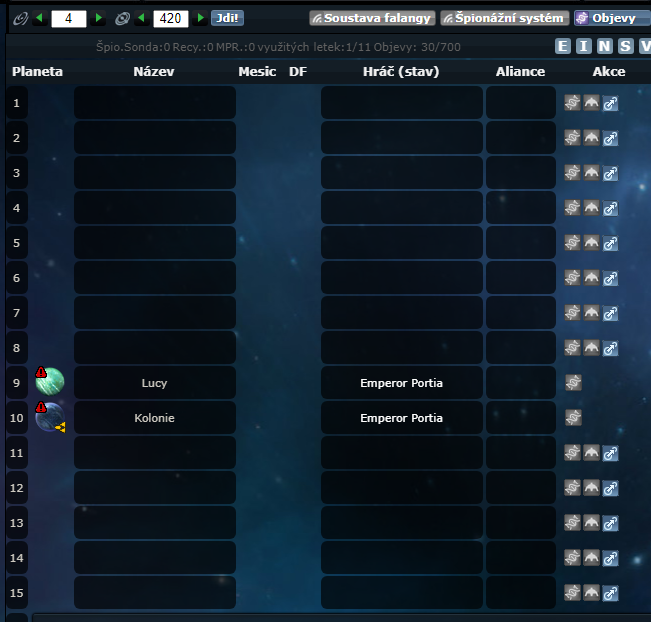 4 420 Jdi! Soustava falangy Špionážní systém Objevy
Špio.Sonda:0 Recy.:0 MPR.:0 využitých letek:1/11 Objevy: 30/700 E I N S V
Planeta Název Mesic DF Hráč (stav) Aliance Akce
1
2
3
4
5
6
7
8
9 Lucy Emperor Portia
10 Kolonie Emperor Portia
11
12
13
14
15